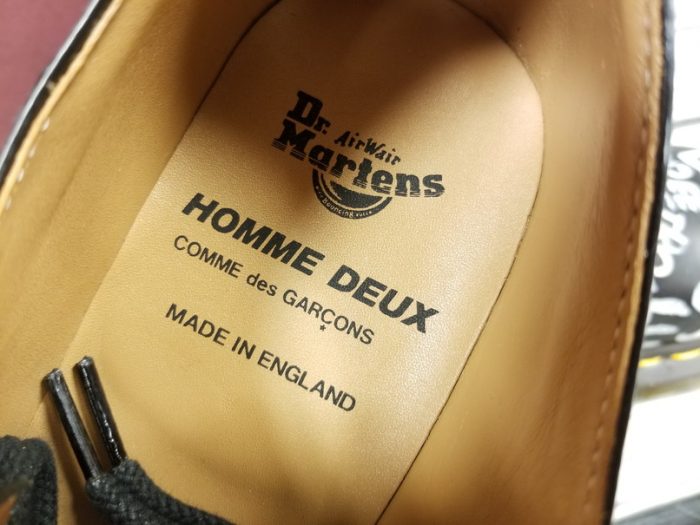 Dr. AirWair
Martens
HOMME DEUX
COMME des GARÇONS
*
MADE IN ENGLAND